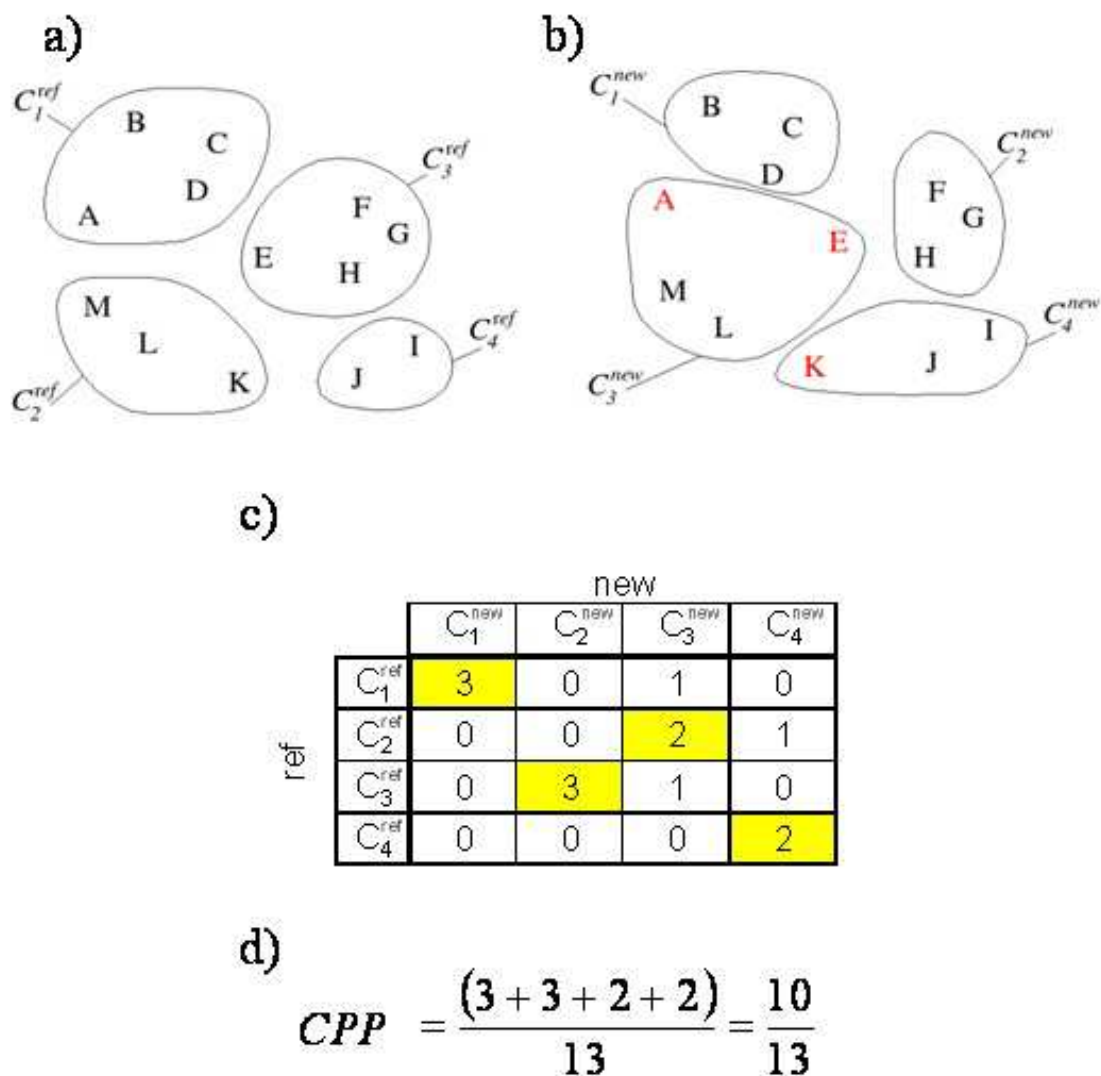 a)
C₁ʳᵉᶠ
B
C
D
A
C₃ʳᵉᶠ
F
G
E
H
M
L
K
C₂ʳᵉᶠ
I
J
C₄ʳᵉᶠ
b)
C₁ⁿᵉʷ
B
C
D
C₂ⁿᵉʷ
F
G
H
A
E
M
L
C₃ⁿᵉʷ
I
J
K
C₄ⁿᵉʷ
c)
new
C₁ⁿᵉʷ C₂ⁿᵉʷ C₃ⁿᵉʷ C₄ⁿᵉʷ
ref
C₁ʳᵉᶠ 3 0 1 0
C₂ʳᵉᶠ 0 0 2 1
C₃ʳᵉᶠ 0 3 1 0
C₄ʳᵉᶠ 0 0 0 2
d)
CPP = (3 + 3 + 2 + 2) / 13 = 10 / 13